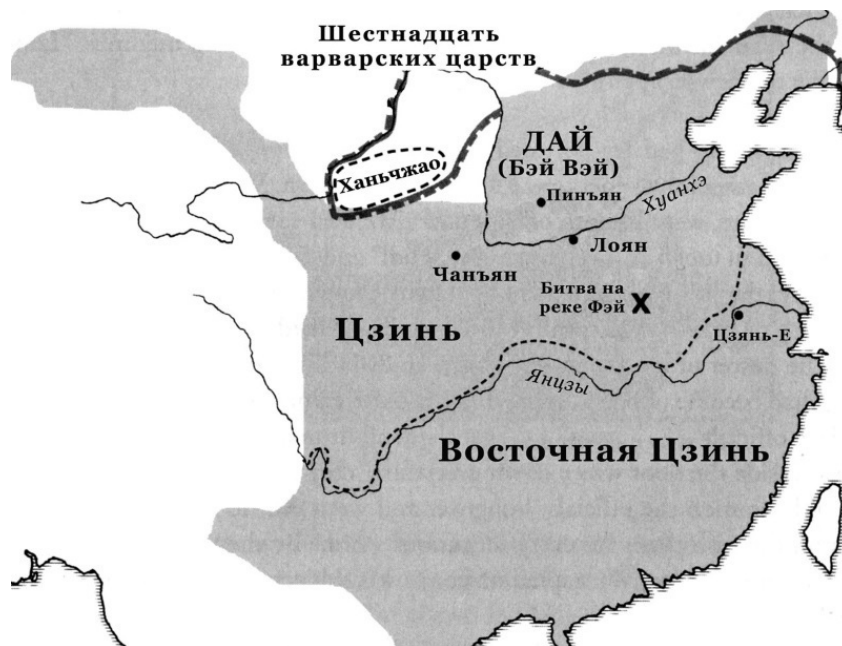 Шестнадцать
варварских царств
Ханьчжао
ДАЙ
(Бэй Вэй)
Пинъян
Хуанхэ
Лоян
Чанъян
Битва на
реке Фэй
X
Цзянь-Е
Цзинь
Янцзы
Восточная Цзинь